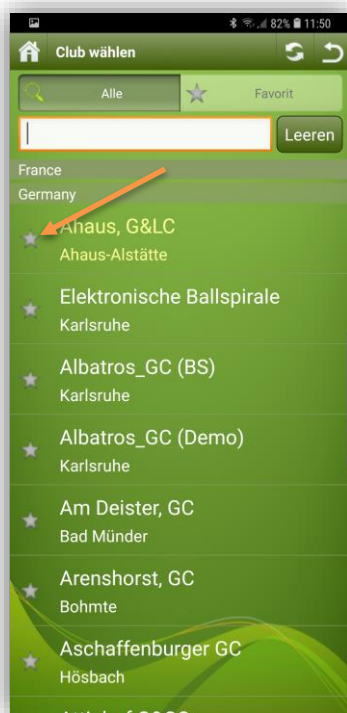 82% 11:50
Club wählen
Alle Favorit
Leeren
France
Germany
Ahaus, G&LC
Ahaus-Alstätte
Elektronische Ballspirale
Karlsruhe
Albatros_GC (BS)
Karlsruhe
Albatros_GC (Demo)
Karlsruhe
Am Deister, GC
Bad Münder
Arenshorst, GC
Bohmte
Aschaffenburger GC
Hösbach